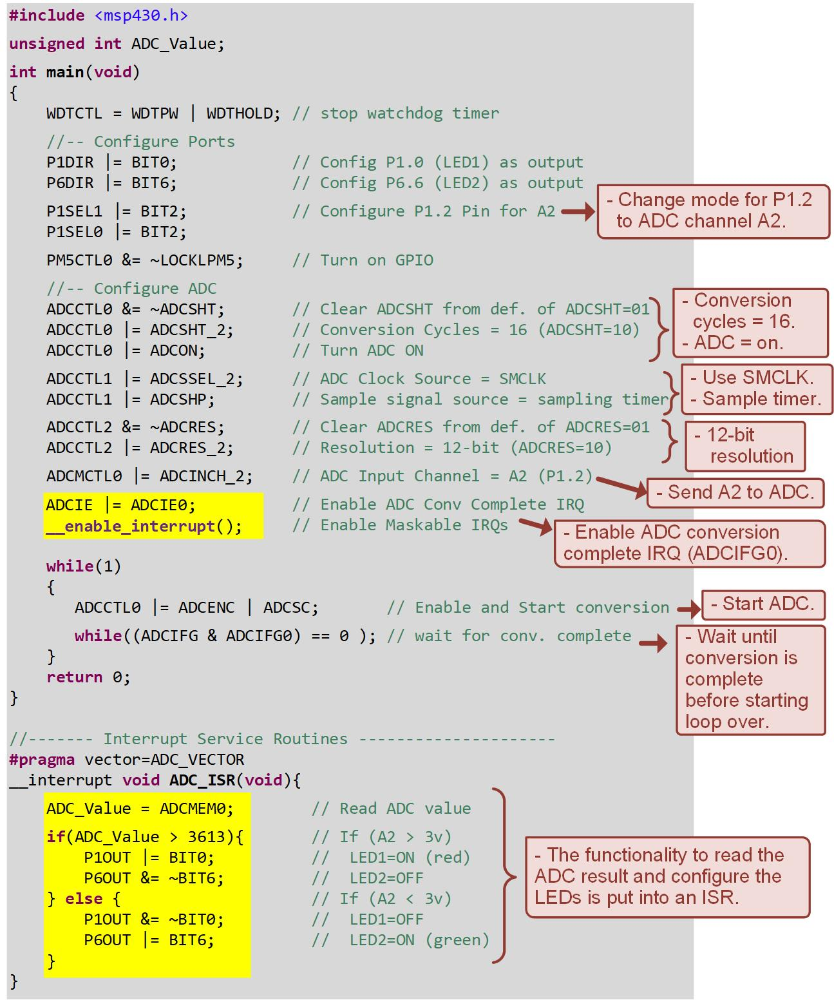 #include <msp430.h>
unsigned int ADC_Value;
int main(void)
{
WDTCTL = WDTPW | WDTHOLD; // stop watchdog timer
//-- Configure Ports
P1DIR |= BIT0; // Config P1.0 (LED1) as output
P6DIR |= BIT6; // Config P6.6 (LED2) as output
P1SEL1 |= BIT2; // Configure P1.2 Pin for A2
P1SEL0 |= BIT2;
- Change mode for P1.2
to ADC channel A2.
PM5CTL0 &= ~LOCKLPM5; // Turn on GPIO
//-- Configure ADC
ADCCTL0 &= ~ADCSHT; // Clear ADCSHT from def. of ADCSHT=01
ADCCTL0 |= ADCSHT_2; // Conversion Cycles = 16 (ADCSHT=10)
ADCCTL0 |= ADCON; // Turn ADC ON
- Conversion
cycles = 16.
- ADC = on.
ADCCTL1 |= ADCSSEL_2; // ADC Clock Source = SMCLK
ADCCTL1 |= ADCSHP; // Sample signal source = sampling timer
- Use SMCLK.
- Sample timer.
ADCCTL2 &= ~ADCRES; // Clear ADCRES from def. of ADCRES=01
ADCCTL2 |= ADCRES_2; // Resolution = 12-bit (ADCRES=10)
- 12-bit
resolution
ADCMCTL0 |= ADCINCH_2; // ADC Input Channel = A2 (P1.2)
- Send A2 to ADC.
ADCIE |= ADCIE0; // Enable ADC Conv Complete IRQ
__enable_interrupt(); // Enable Maskable IRQs
- Enable ADC conversion
complete IRQ (ADCIFG0).
while(1)
{
ADCCTL0 |= ADCENC | ADCSC; // Enable and Start conversion
- Start ADC.
while((ADCIFG & ADCIFG0) == 0 ); // wait for conv. complete
- Wait until
conversion is
complete
before starting
loop over.
}
return 0;
}
//------- Interrupt Service Routines ---------------------
#pragma vector=ADC_VECTOR
__interrupt void ADC_ISR(void){
ADC_Value = ADCMEM0; // Read ADC value
if(ADC_Value > 3613){ // If (A2 > 3v)
P1OUT |= BIT0; // LED1=ON (red)
P6OUT &= ~BIT6; // LED2=OFF
} else { // If (A2 < 3v)
P1OUT &= ~BIT0; // LED1=OFF
P6OUT |= BIT6; // LED2=ON (green)
}
- The functionality to read the
ADC result and configure the
LEDs is put into an ISR.
}